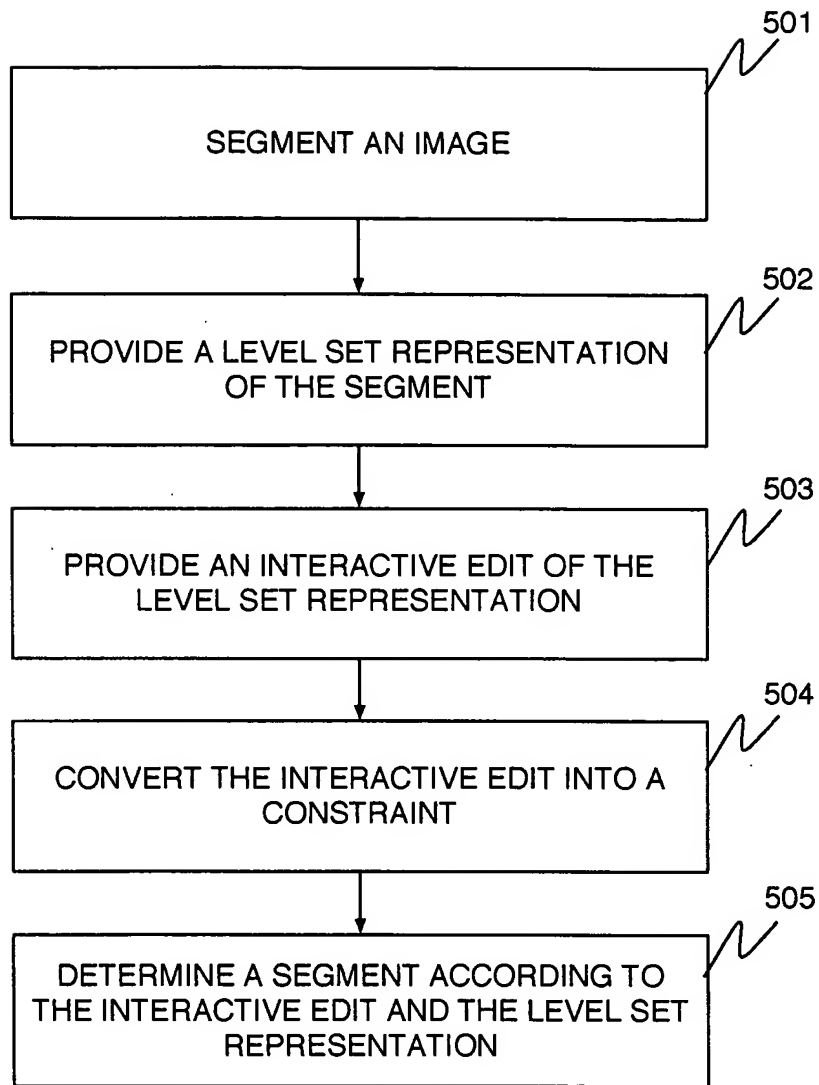 501
SEGMENT AN IMAGE
502
PROVIDE A LEVEL SET REPRESENTATION
OF THE SEGMENT
503
PROVIDE AN INTERACTIVE EDIT OF THE
LEVEL SET REPRESENTATION
504
CONVERT THE INTERACTIVE EDIT INTO A
CONSTRAINT
505
DETERMINE A SEGMENT ACCORDING TO
THE INTERACTIVE EDIT AND THE LEVEL SET
REPRESENTATION